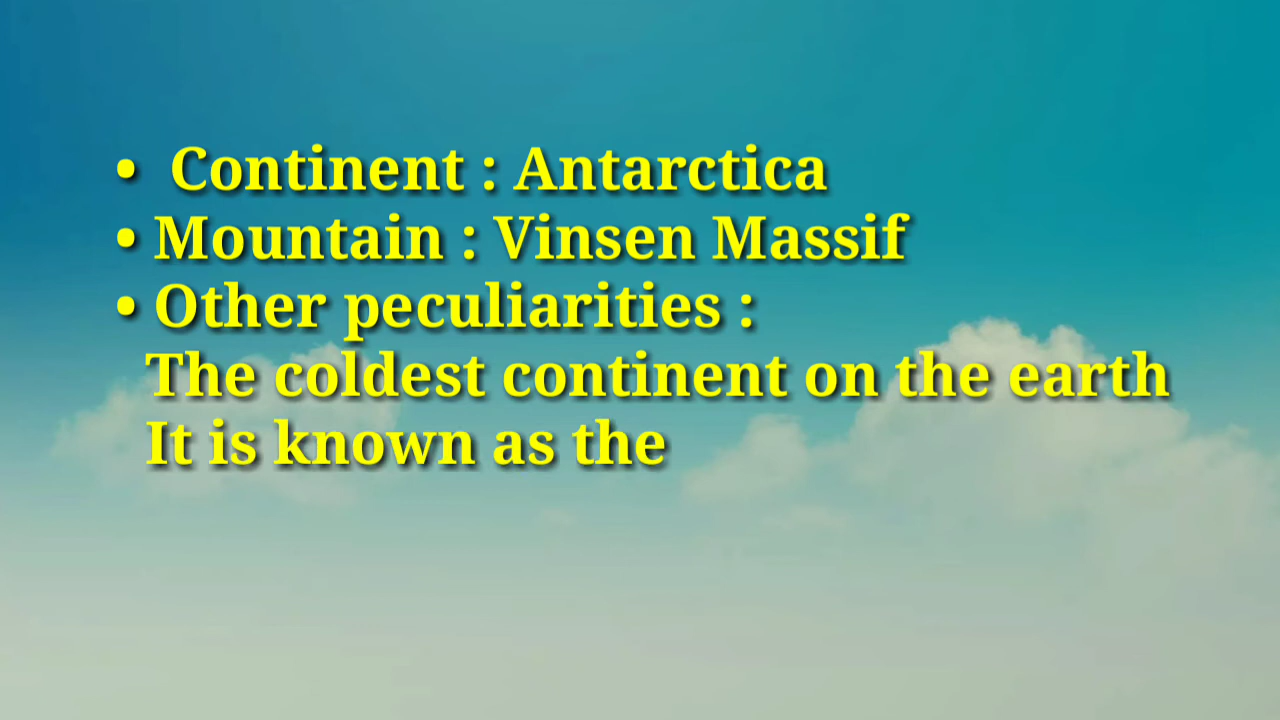 • Continent : Antarctica
• Mountain : Vinsen Massif
• Other peculiarities :
The coldest continent on the earth
It is known as the